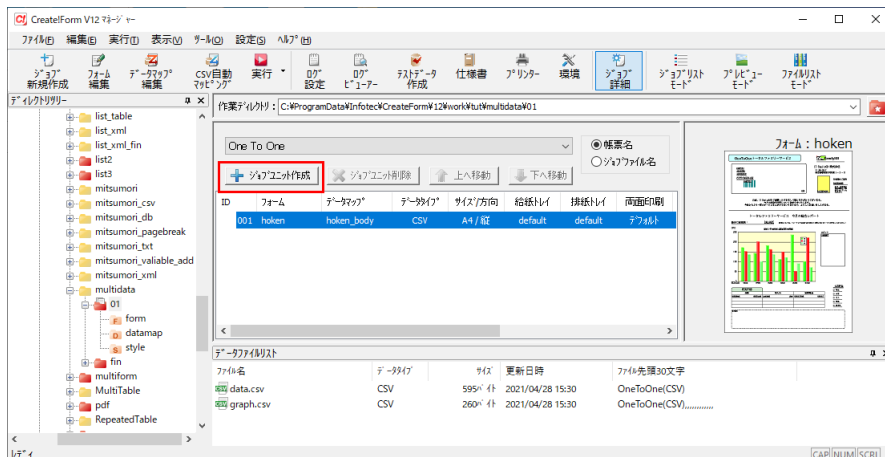 Create!Form V12 ﾏﾈｰｼﾞｬｰ
ﾌｧｲﾙ(F) 編集(E) 実行(I) 表示(V) ﾂｰﾙ(O) 設定(S) ﾍﾙﾌﾟ(H)
ｼﾞｮﾌﾞ 新規作成
ﾌｫｰﾑ 編集
ﾃﾞｰﾀﾏｯﾌﾟ 編集
CSV自動 ﾏｯﾋﾟﾝｸﾞ
実行
ﾛｸﾞ 設定
ﾛｸﾞ ﾋﾞｭｰｱｰ
ﾃｽﾄﾃﾞｰﾀ 作成
仕様書
ﾌﾟﾘﾝﾀｰ
環境
ｼﾞｮﾌﾞ 詳細
ｼﾞｮﾌﾞﾘｽﾄ ﾓｰﾄﾞ
ﾌﾟﾚﾋﾞｭｰ ﾓｰﾄﾞ
ﾌｧｲﾙﾘｽﾄ ﾓｰﾄﾞ
ﾃﾞｨﾚｸﾄﾘﾂﾘｰ
list_table
list_xml
list_xml_fin
list2
list3
mitsumori
mitsumori_csv
mitsumori_db
mitsumori_pagebreak
mitsumori_txt
mitsumori_valiable_add
mitsumori_xml
multidata
01
form
datamap
style
fin
multiform
MultiTable
pdf
RepeatedTable
作業ﾃﾞｨﾚｸﾄﾘ : C:¥ProgramData¥Infotec¥CreateForm¥12¥work¥tut¥multidata¥01
One To One
帳票名
ｼﾞｮﾌﾞﾌｧｲﾙ名
ｼﾞｮﾌﾞﾕﾆｯﾄ作成 ｼﾞｮﾌﾞﾕﾆｯﾄ削除 上へ移動 下へ移動
ID ﾌｫｰﾑ ﾃﾞｰﾀﾏｯﾌﾟ ﾃﾞｰﾀﾀｲﾌﾟ ｻｲｽﾞ/方向 給紙ﾄﾚｲ 排紙ﾄﾚｲ 両面印刷
001 hoken hoken_body CSV A4 / 縦 default default ﾃﾞﾌｫﾙﾄ
ﾌｫｰﾑ : hoken
ﾃﾞｰﾀﾌｧｲﾙﾘｽﾄ
ﾌｧｲﾙ名 ﾃﾞｰﾀﾀｲﾌﾟ ｻｲｽﾞ 更新日時 ﾌｧｲﾙ先頭30文字
data.csv CSV 595ﾊﾞｲﾄ 2021/04/28 15:30 OneToOne(CSV)
graph.csv CSV 260ﾊﾞｲﾄ 2021/04/28 15:30 OneToOne(CSV),,,,,,,,,,,,,
ﾚﾃﾞｨ
CAP NUM SCRL